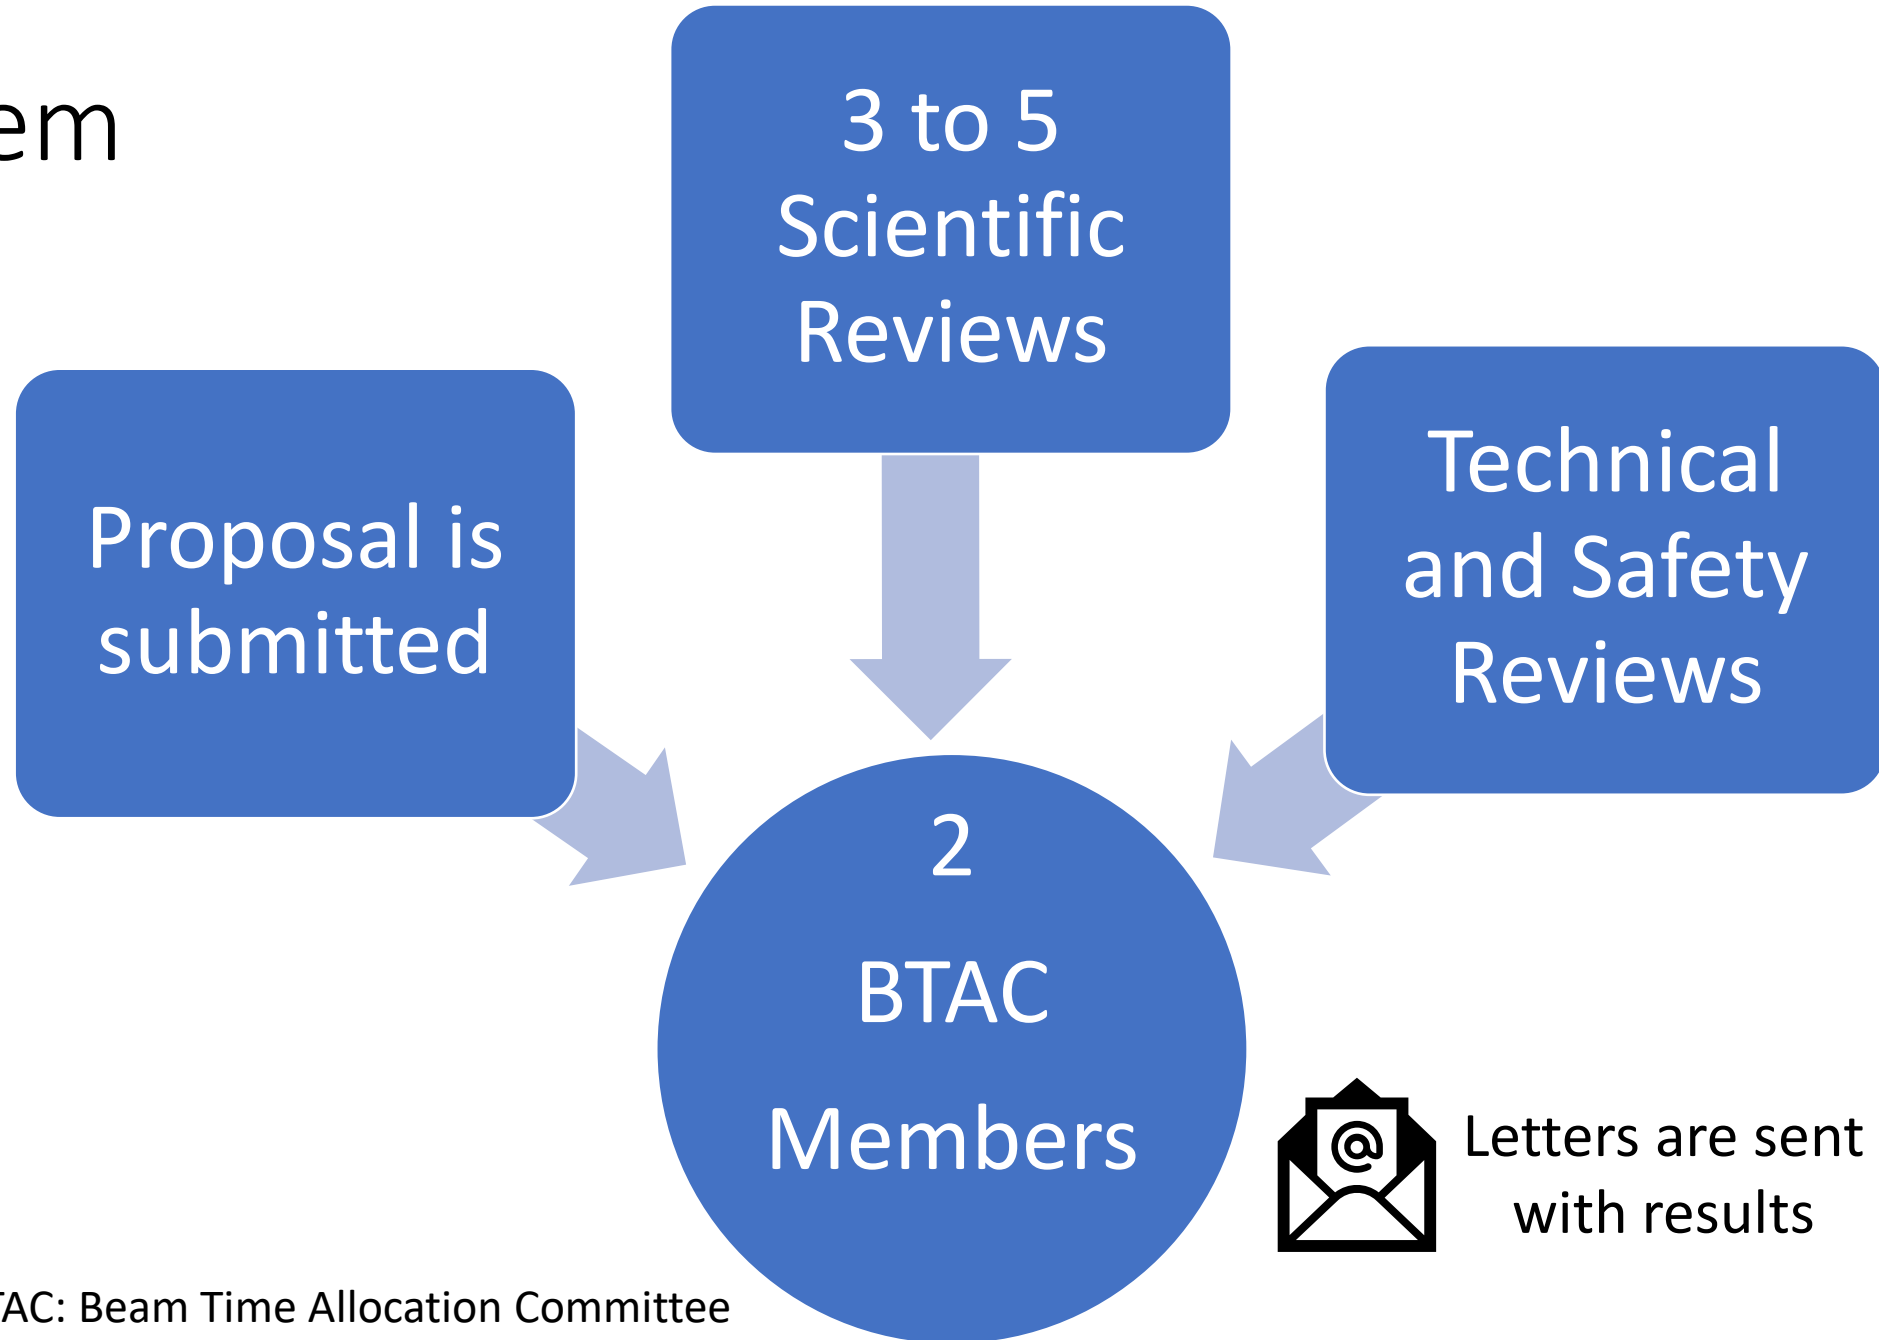 em
3 to 5
Scientific
Reviews
Proposal is
submitted
Technical
and Safety
Reviews
2
BTAC
Members
@
Letters are sent
with results
TAC: Beam Time Allocation Committee